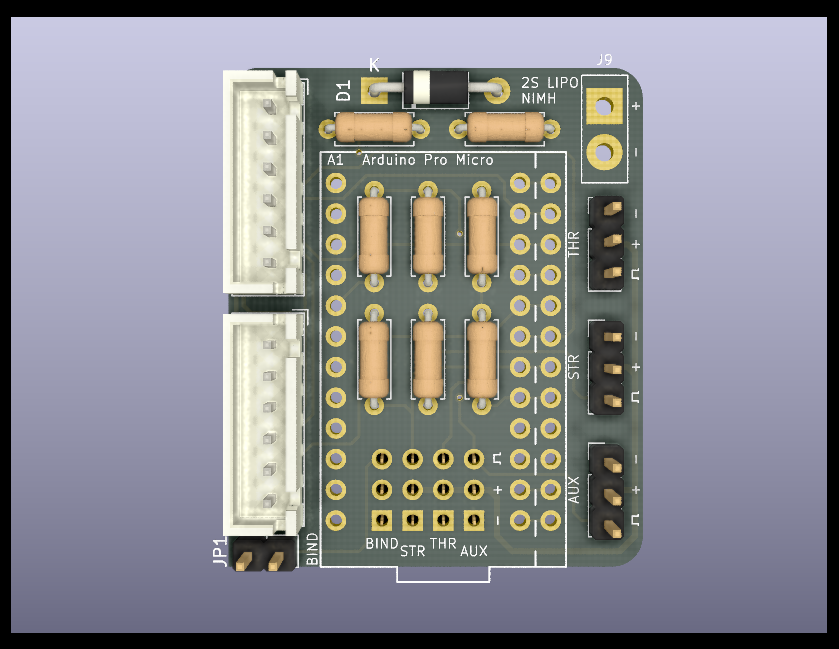 J9
K
D1
2S LIPO
NIMH
+
-
A1 Arduino Pro Micro
THR
-
+
STR
-
+
AUX
-
+
+
-
BIND STR THR AUX
JP1
BIND